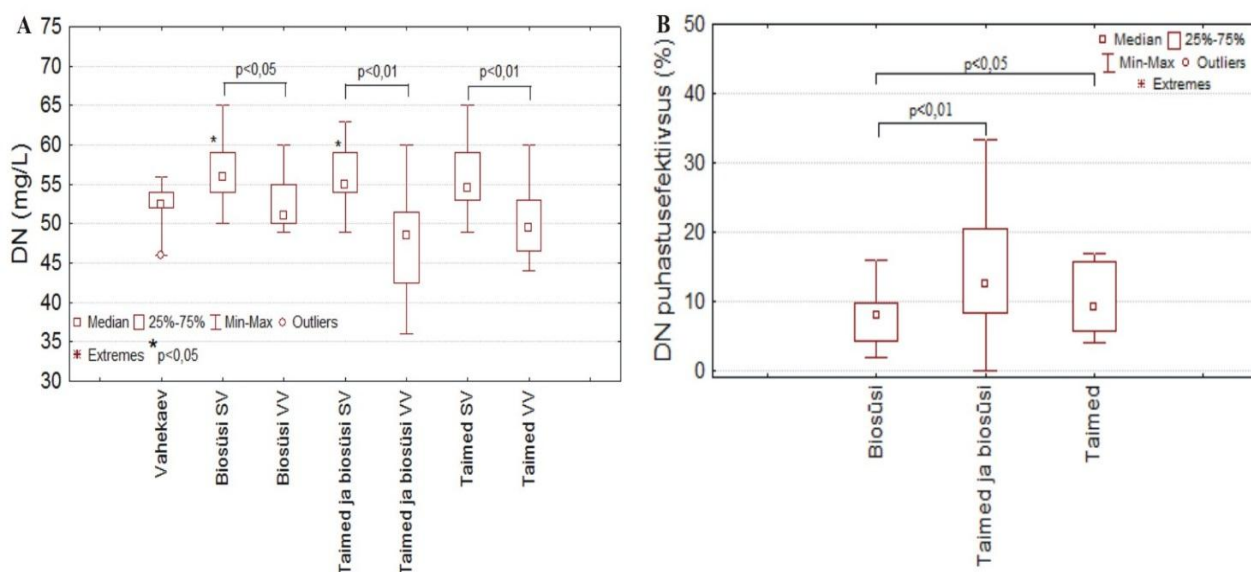 A
DN (mg/L)
75
70
65
60
55
50
45
40
35
30
p<0,05
p<0,01
p<0,01
*
*
Median 25%-75% Min-Max Outliers
Extremes * p<0,05
Vahekaev
Biosüsi SV
Biosüsi VV
Taimed ja biosüsi SV
Taimed ja biosüsi VV
Taimed SV
Taimed VV
B
DN puhastusefektiivsus (%)
50
40
30
20
10
0
Median 25%-75%
Min-Max Outliers
Extremes
p<0,05
p<0,01
Biosüsi
Taimed ja biosüsi
Taimed